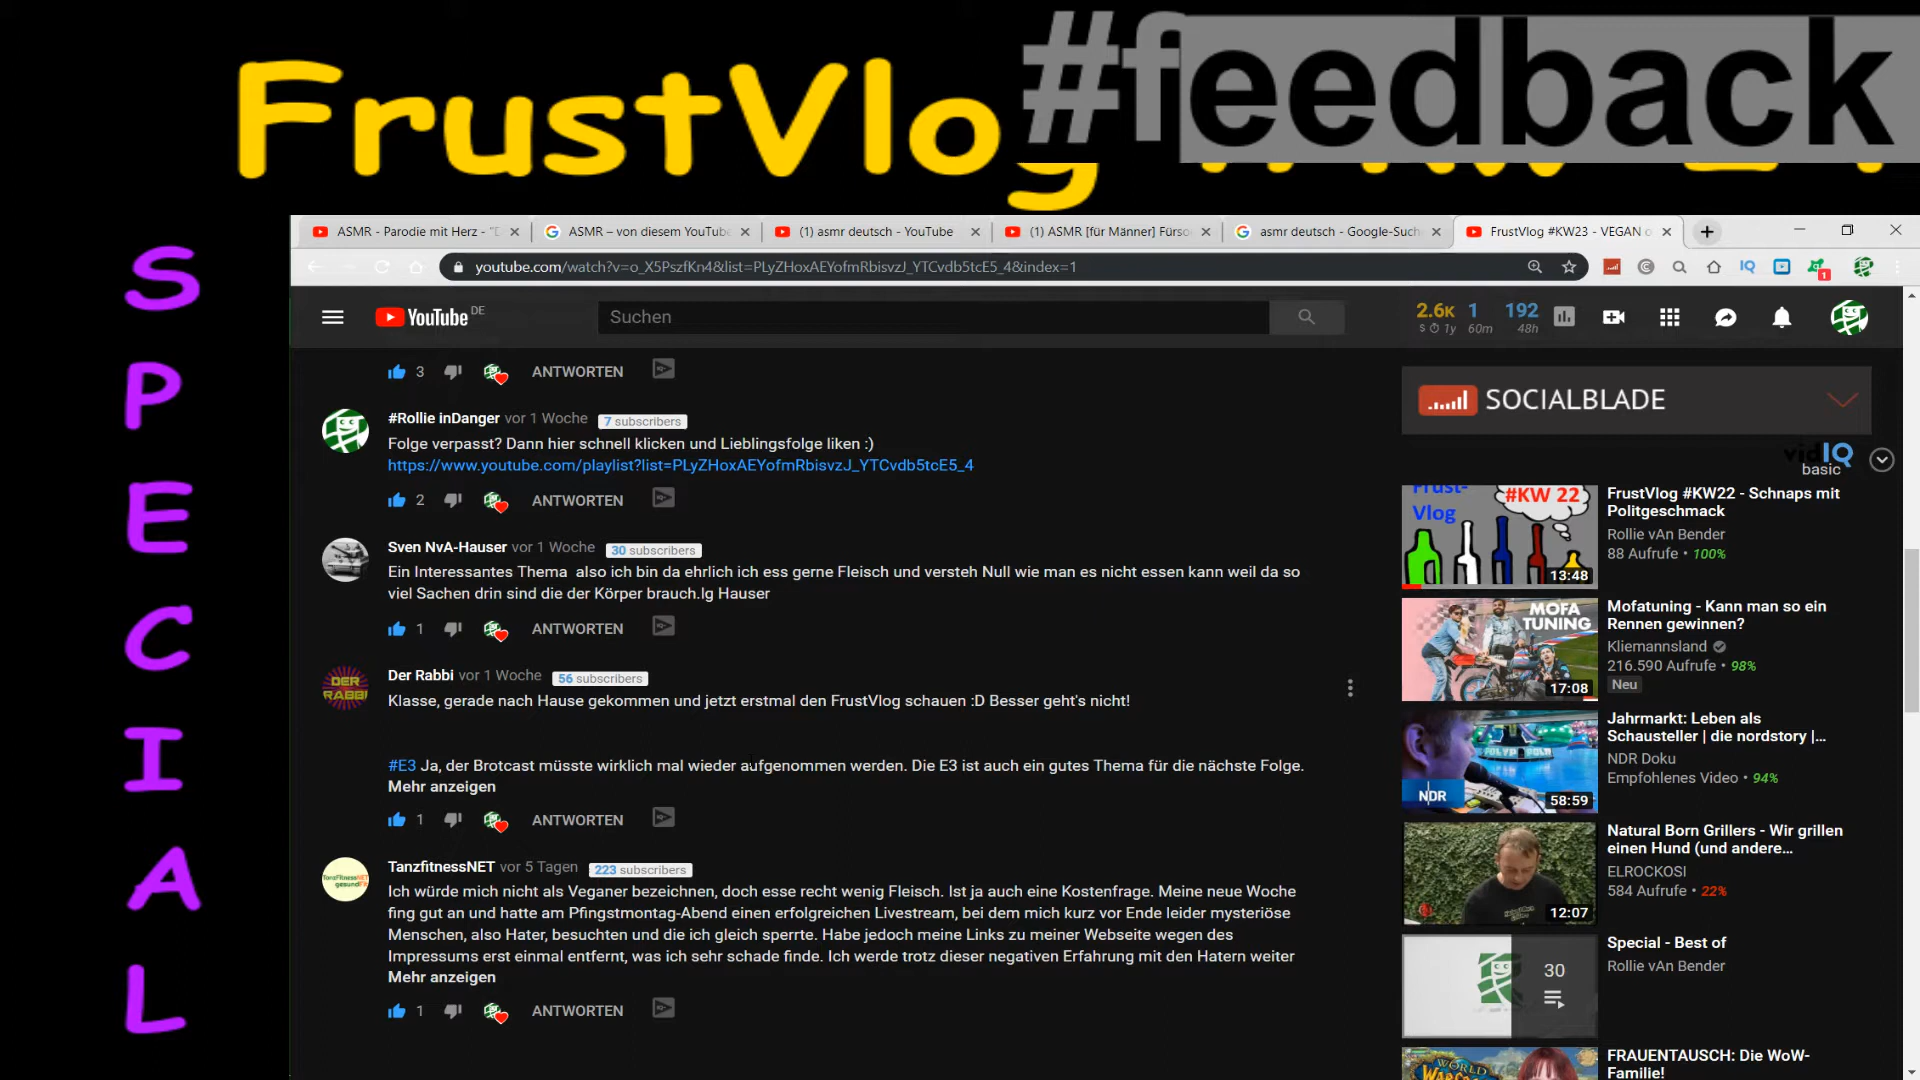 FrustVlog
#feedback
SPECIAL
ASMR - Parodie mit Herz - "D
ASMR – von diesem YouTube
(1) asmr deutsch - YouTube
(1) ASMR [für Männer] Fürso
asmr deutsch - Google-Such
FrustVlog #KW23 - VEGAN o
youtube.com/watch?v=o_X5PszfKn4&list=PLyZHoxAEYofmRbisvzJ_YTCvdb5tcE5_4&index=1
IQ
1
YouTube DE
Suchen
2.6K 1 192
S 1y 60m 48h
3 ANTWORTEN
#Rollie inDanger vor 1 Woche 7 subscribers
Folge verpasst? Dann hier schnell klicken und Lieblingsfolge liken :)
https://www.youtube.com/playlist?list=PLyZHoxAEYofmRbisvzJ_YTCvdb5tcE5_4
2 ANTWORTEN
Sven NvA-Hauser vor 1 Woche 30 subscribers
Ein Interessantes Thema also ich bin da ehrlich ich ess gerne Fleisch und versteh Null wie man es nicht essen kann weil da so
viel Sachen drin sind die der Körper brauch.lg Hauser
1 ANTWORTEN
DER
RABBI
Der Rabbi vor 1 Woche 56 subscribers
Klasse, gerade nach Hause gekommen und jetzt erstmal den FrustVlog schauen :D Besser geht's nicht!
#E3 Ja, der Brotcast müsste wirklich mal wieder aufgenommen werden. Die E3 ist auch ein gutes Thema für die nächste Folge.
Mehr anzeigen
1 ANTWORTEN
TanzfitnessNET vor 5 Tagen 223 subscribers
Ich würde mich nicht als Veganer bezeichnen, doch esse recht wenig Fleisch. Ist ja auch eine Kostenfrage. Meine neue Woche
fing gut an und hatte am Pfingstmontag-Abend einen erfolgreichen Livestream, bei dem mich kurz vor Ende leider mysteriöse
Menschen, also Hater, besuchten und die ich gleich sperrte. Habe jedoch meine Links zu meiner Webseite wegen des
Impressums erst einmal entfernt, was ich sehr schade finde. Ich werde trotz dieser negativen Erfahrung mit den Hatern weiter
Mehr anzeigen
1 ANTWORTEN
SOCIALBLADE
vidIQ
basic
Frust-
Vlog
#KW 22
13:48
FrustVlog #KW22 - Schnaps mit
Politgeschmack
Rollie vAn Bender
88 Aufrufe • 100%
MOFA
TUNING
17:08
Mofatuning - Kann man so ein
Rennen gewinnen?
Kliemannsland
216.590 Aufrufe • 98%
Neu
NDR
58:59
Jahrmarkt: Leben als
Schausteller | die nordstory |...
NDR Doku
Empfohlenes Video • 94%
12:07
Natural Born Grillers - Wir grillen
einen Hund (und andere...
ELROCKOSI
584 Aufrufe • 22%
30
Special - Best of
Rollie vAn Bender
WORLD
FRAUENTAUSCH: Die WoW-
Familie!